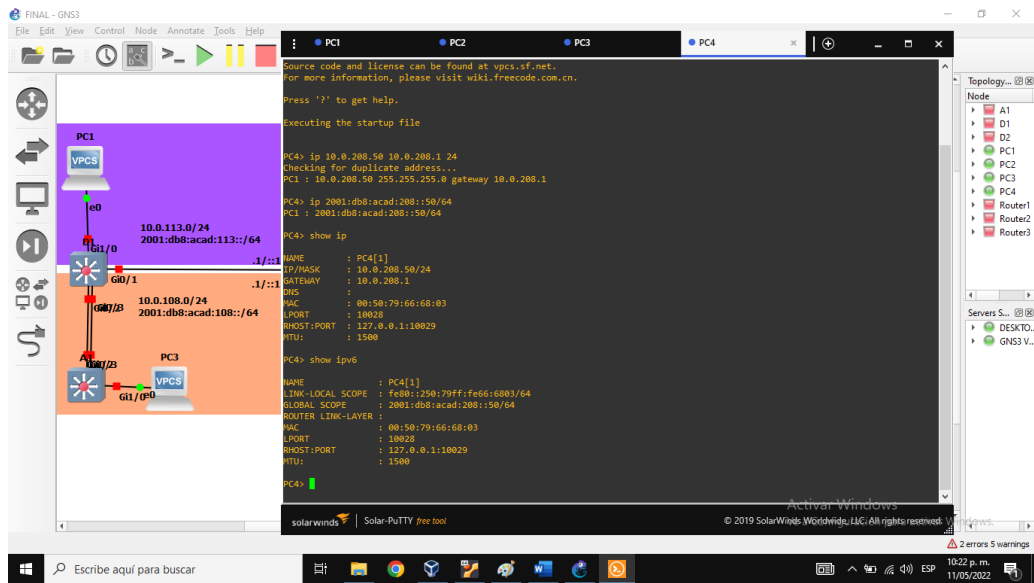 FINAL - GNS3
File Edit View Control Node Annotate Tools Help
PC1
PC2
PC3
PC4
Source code and license can be found at vpcs.sf.net.
For more information, please visit wiki.freecode.com.cn.
Press '?' to get help.
Executing the startup file
PC4> ip 10.0.208.50 10.0.208.1 24
Checking for duplicate address...
PC1 : 10.0.208.50 255.255.255.0 gateway 10.0.208.1
PC4> ip 2001:db8:acad:208::50/64
PC1 : 2001:db8:acad:208::50/64
PC4> show ip
NAME : PC4[1]
IP/MASK : 10.0.208.50/24
GATEWAY : 10.0.208.1
DNS :
MAC : 00:50:79:66:68:03
LPORT : 10028
RHOST:PORT : 127.0.0.1:10029
MTU: : 1500
PC4> show ipv6
NAME : PC4[1]
LINK-LOCAL SCOPE : fe80::250:79ff:fe66:6803/64
GLOBAL SCOPE : 2001:db8:acad:208::50/64
ROUTER LINK-LAYER :
MAC : 00:50:79:66:68:03
LPORT : 10028
RHOST:PORT : 127.0.0.1:10029
MTU: : 1500
PC4>
solarwinds Solar-PuTTY free tool
© 2019 SolarWinds Worldwide, LLC. All rights reserved.
Activar Windows
PC1
VPCS
e0
10.0.113.0/24
2001:db8:acad:113::/64
D1
Gi1/0
.1/::1
Gi0/1
.1/::1
10.0.108.0/24
2001:db8:acad:108::/64
A1
PC3
VPCS
Gi1/0
e0
Topology...
Node
A1
D1
D2
PC1
PC2
PC3
PC4
Router1
Router2
Router3
Servers S...
DESKTO...
GNS3 V...
2 errors 5 warnings
Escribe aquí para buscar
ESP
10:22 p. m.
11/05/2022
1